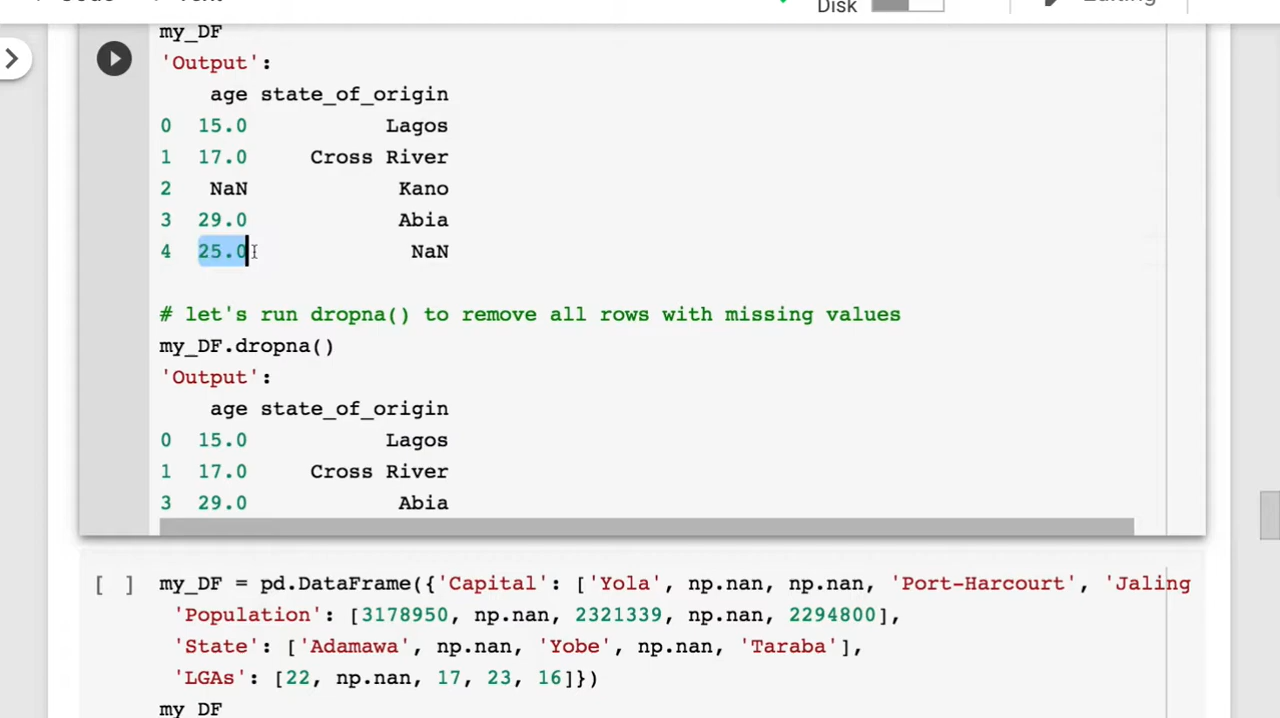 Disk
my_DF
'Output':
age state_of_origin
0 15.0 Lagos
1 17.0 Cross River
2 NaN Kano
3 29.0 Abia
4 25.0 NaN
# let's run dropna() to remove all rows with missing values
my_DF.dropna()
'Output':
age state_of_origin
0 15.0 Lagos
1 17.0 Cross River
3 29.0 Abia
[ ] my_DF = pd.DataFrame({'Capital': ['Yola', np.nan, np.nan, 'Port-Harcourt', 'Jaling
'Population': [3178950, np.nan, 2321339, np.nan, 2294800],
'State': ['Adamawa', np.nan, 'Yobe', np.nan, 'Taraba'],
'LGAs': [22, np.nan, 17, 23, 16]})
my_DF